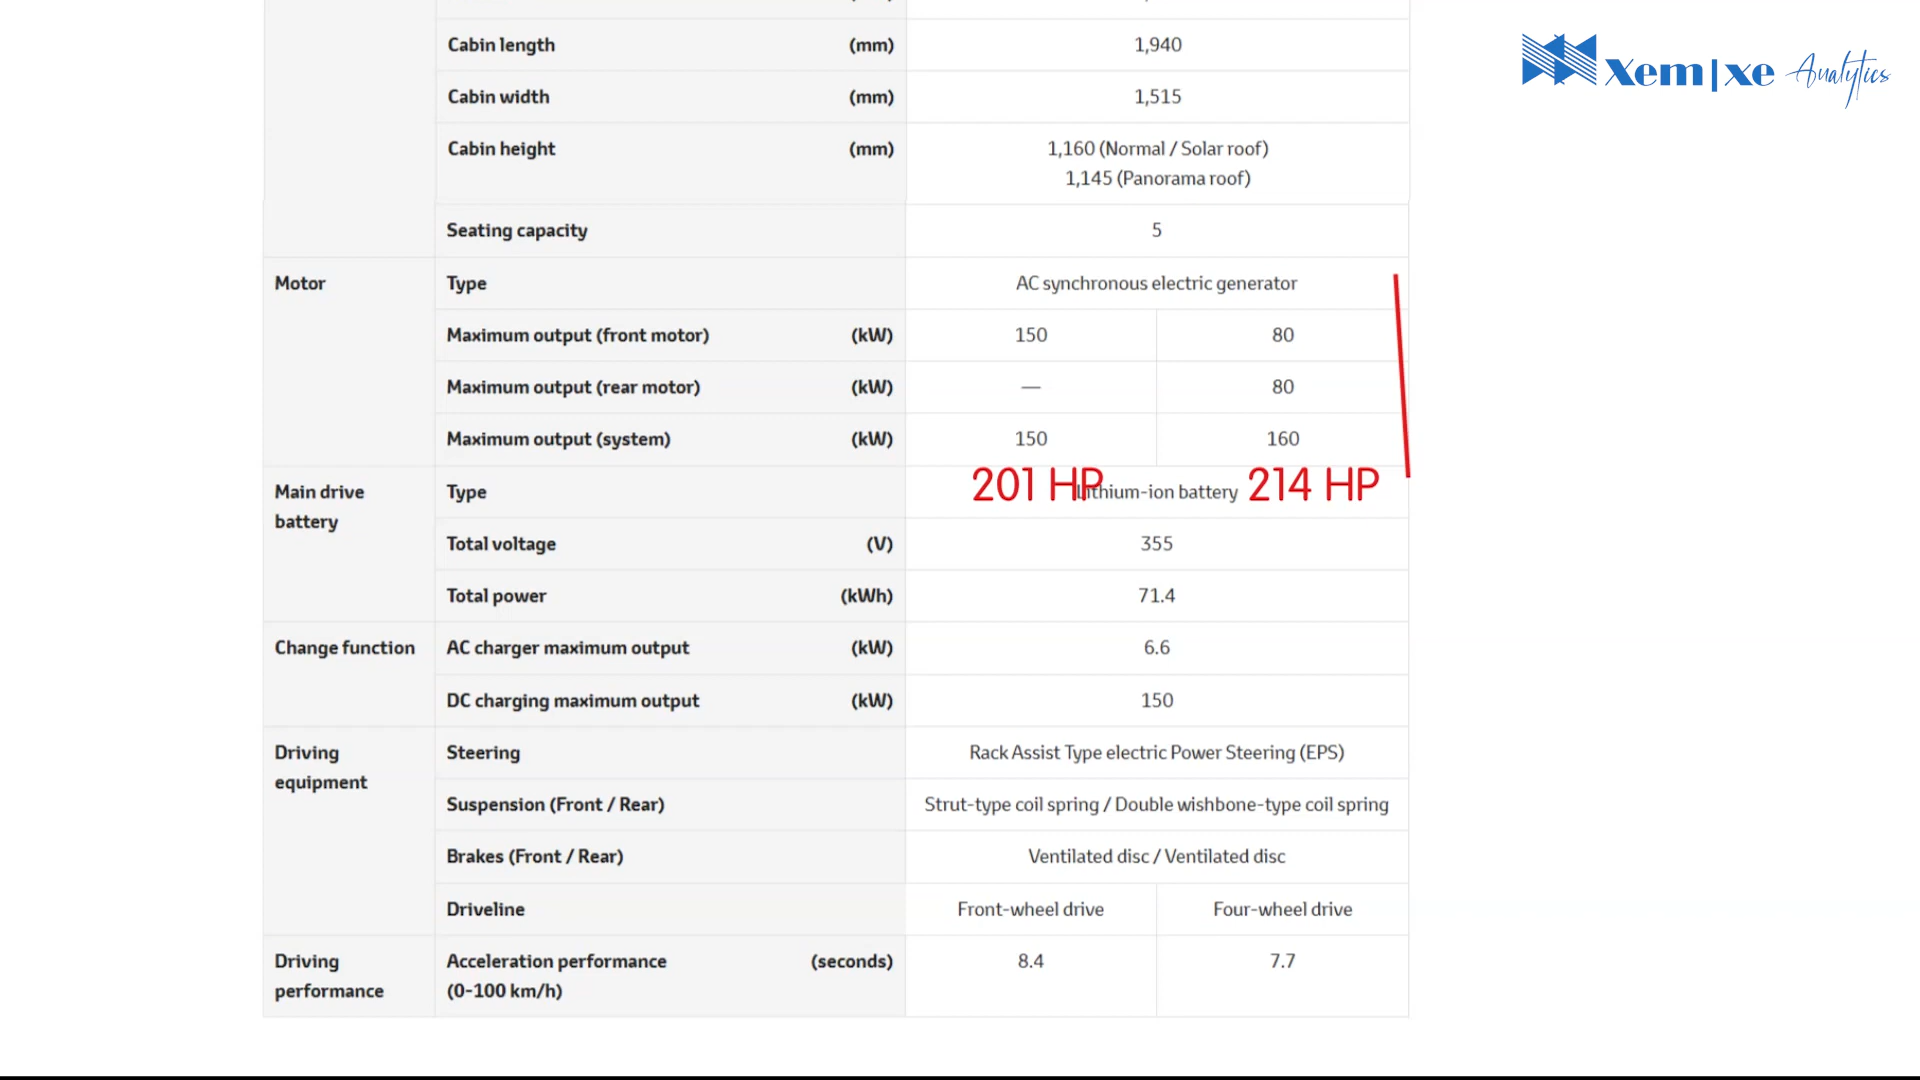 Cabin length (mm) 1,940
Cabin width (mm) 1,515
Cabin height (mm) 1,160 (Normal / Solar roof)
1,145 (Panorama roof)
Seating capacity 5
Motor Type AC synchronous electric generator
Maximum output (front motor) (kW) 150 80
Maximum output (rear motor) (kW) — 80
Maximum output (system) (kW) 150 160
201 HP 214 HP
Main drive battery Type Lithium-ion battery
Total voltage (V) 355
Total power (kWh) 71.4
Change function AC charger maximum output (kW) 6.6
DC charging maximum output (kW) 150
Driving equipment Steering Rack Assist Type electric Power Steering (EPS)
Suspension (Front / Rear) Strut-type coil spring / Double wishbone-type coil spring
Brakes (Front / Rear) Ventilated disc / Ventilated disc
Driveline Front-wheel drive Four-wheel drive
Driving performance Acceleration performance (0-100 km/h) (seconds) 8.4 7.7
Xem|xe Analytics